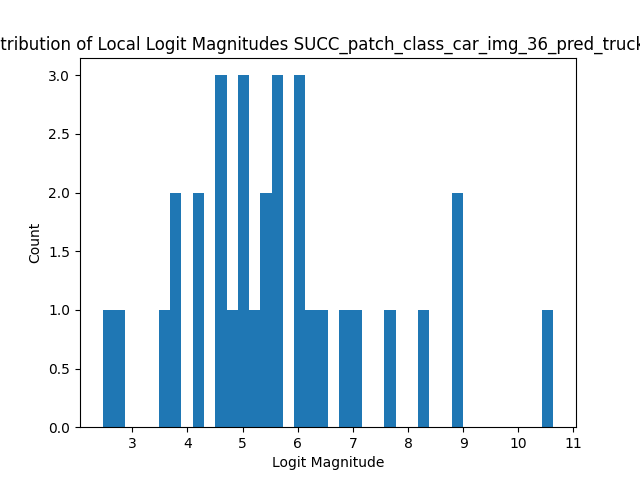 tribution of Local Logit Magnitudes SUCC_patch_class_car_img_36_pred_truck
3.0
2.5
2.0
1.5
1.0
0.5
0.0
Count
3 4 5 6 7 8 9 10 11
Logit Magnitude